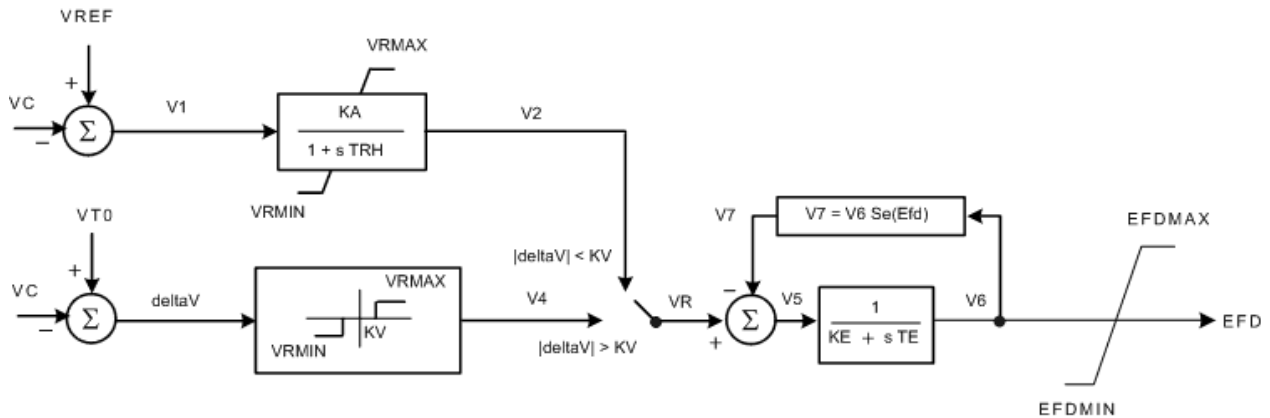 VREF
VRMAX
VC
+
−
Σ
V1
KA
1 + s TRH
V2
VRMIN
VT0
VC
+
−
Σ
deltaV
VRMAX
KV
VRMIN
V4
|deltaV| < KV
|deltaV| > KV
VR
+
−
Σ
V7
V7 = V6 Se(Efd)
V5
1
KE + s TE
V6
EFDMAX
EFD
EFDMIN